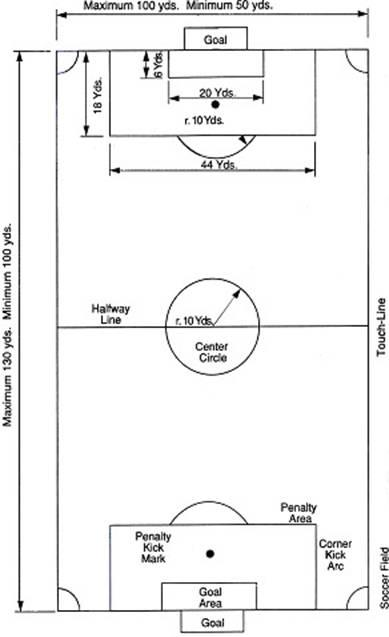 Maximum 100 yds. Minimum 50 yds.
Goal
6 Yds.
18 Yds.
20 Yds.
r. 10 Yds.
44 Yds.
Maximum 130 yds. Minimum 100 yds.
Halfway
Line
r. 10 Yds.
Center
Circle
Touch-Line
Penalty
Area
Penalty
Kick
Mark
Corner
Kick
Arc
Goal
Area
Goal
Soccer Field